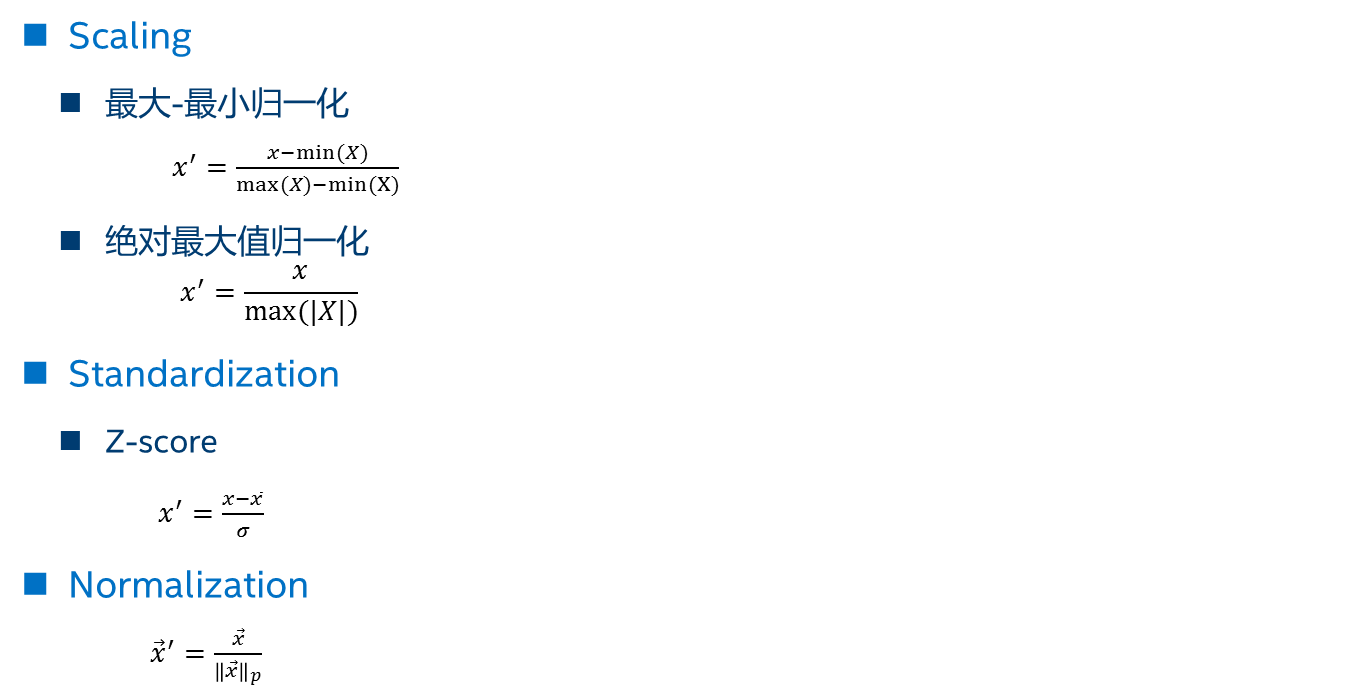 Scaling
最大-最小归一化
x′ = (x−min(X))/(max(X)−min(X))
绝对最大值归一化
x′ = x/max(|X|)
Standardization
Z-score
x′ = (x−x̄)/σ
Normalization
x⃗′ = x⃗/‖x⃗‖ₚ